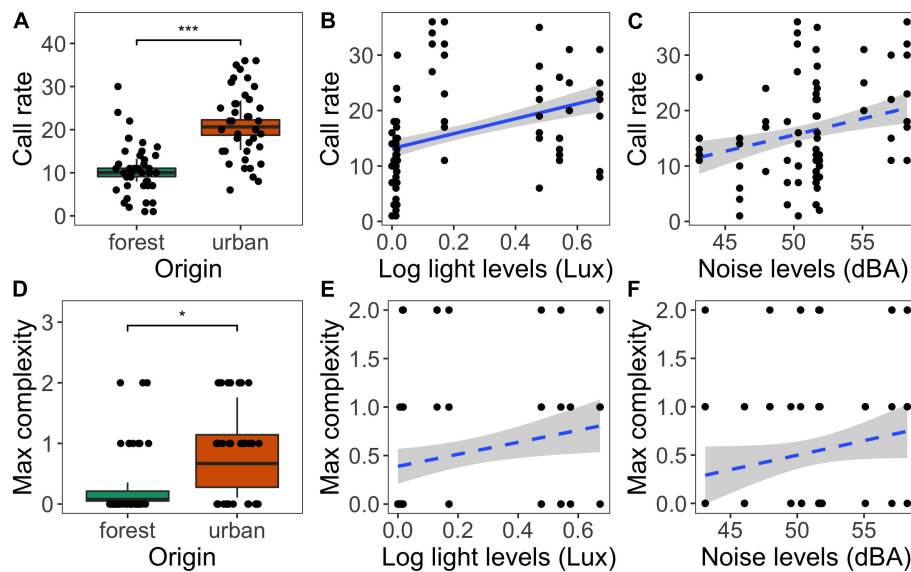 A
Call rate
40
30
20
10
0
***
forest
urban
Origin
B
Call rate
30
20
10
0
0.0
0.2
0.4
0.6
Log light levels (Lux)
C
Call rate
30
20
10
0
45
50
55
Noise levels (dBA)
D
Max complexity
3
2
1
0
*
forest
urban
Origin
E
Max complexity
2.0
1.5
1.0
0.5
0.0
0.0
0.2
0.4
0.6
Log light levels (Lux)
F
Max complexity
2.0
1.5
1.0
0.5
0.0
45
50
55
Noise levels (dBA)